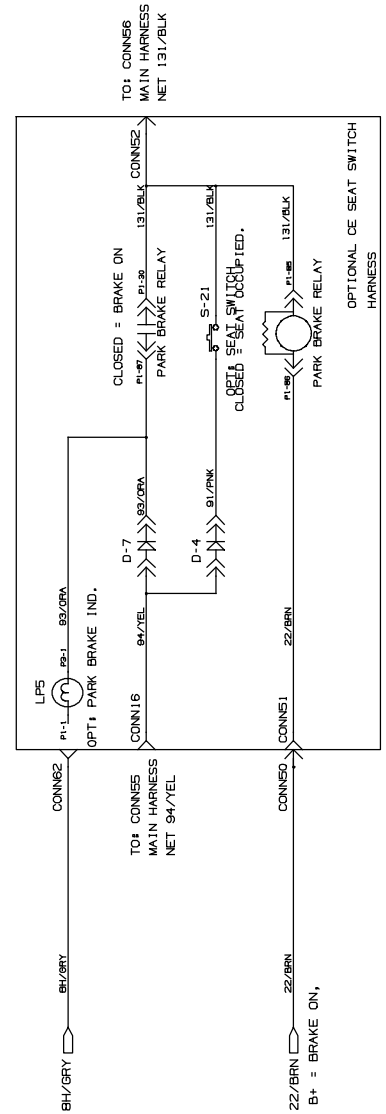 TO: CONN56
MAIN HARNESS
NET 131/BLK
CONN52
131/BLK
131/BLK
131/BLK
CLOSED = BRAKE ON
P1-30
P1-87
PARK BRAKE RELAY
S-21
OPT: SEAT SWITCH
CLOSED = SEAT OCCUPIED.
P1-85
P1-86
PARK BRAKE RELAY
OPTIONAL CE SEAT SWITCH
HARNESS
93/ORA
D-7
91/PNK
D-4
93/ORA
94/YEL
22/BRN
LP5
P2-1
P1-1
OPT: PARK BRAKE IND.
CONN16
CONN51
CONN62
TO: CONN55
MAIN HARNESS
NET 94/YEL
CONN50
8H/GRY
22/BRN
8H/GRY
22/BRN
B+ = BRAKE ON,